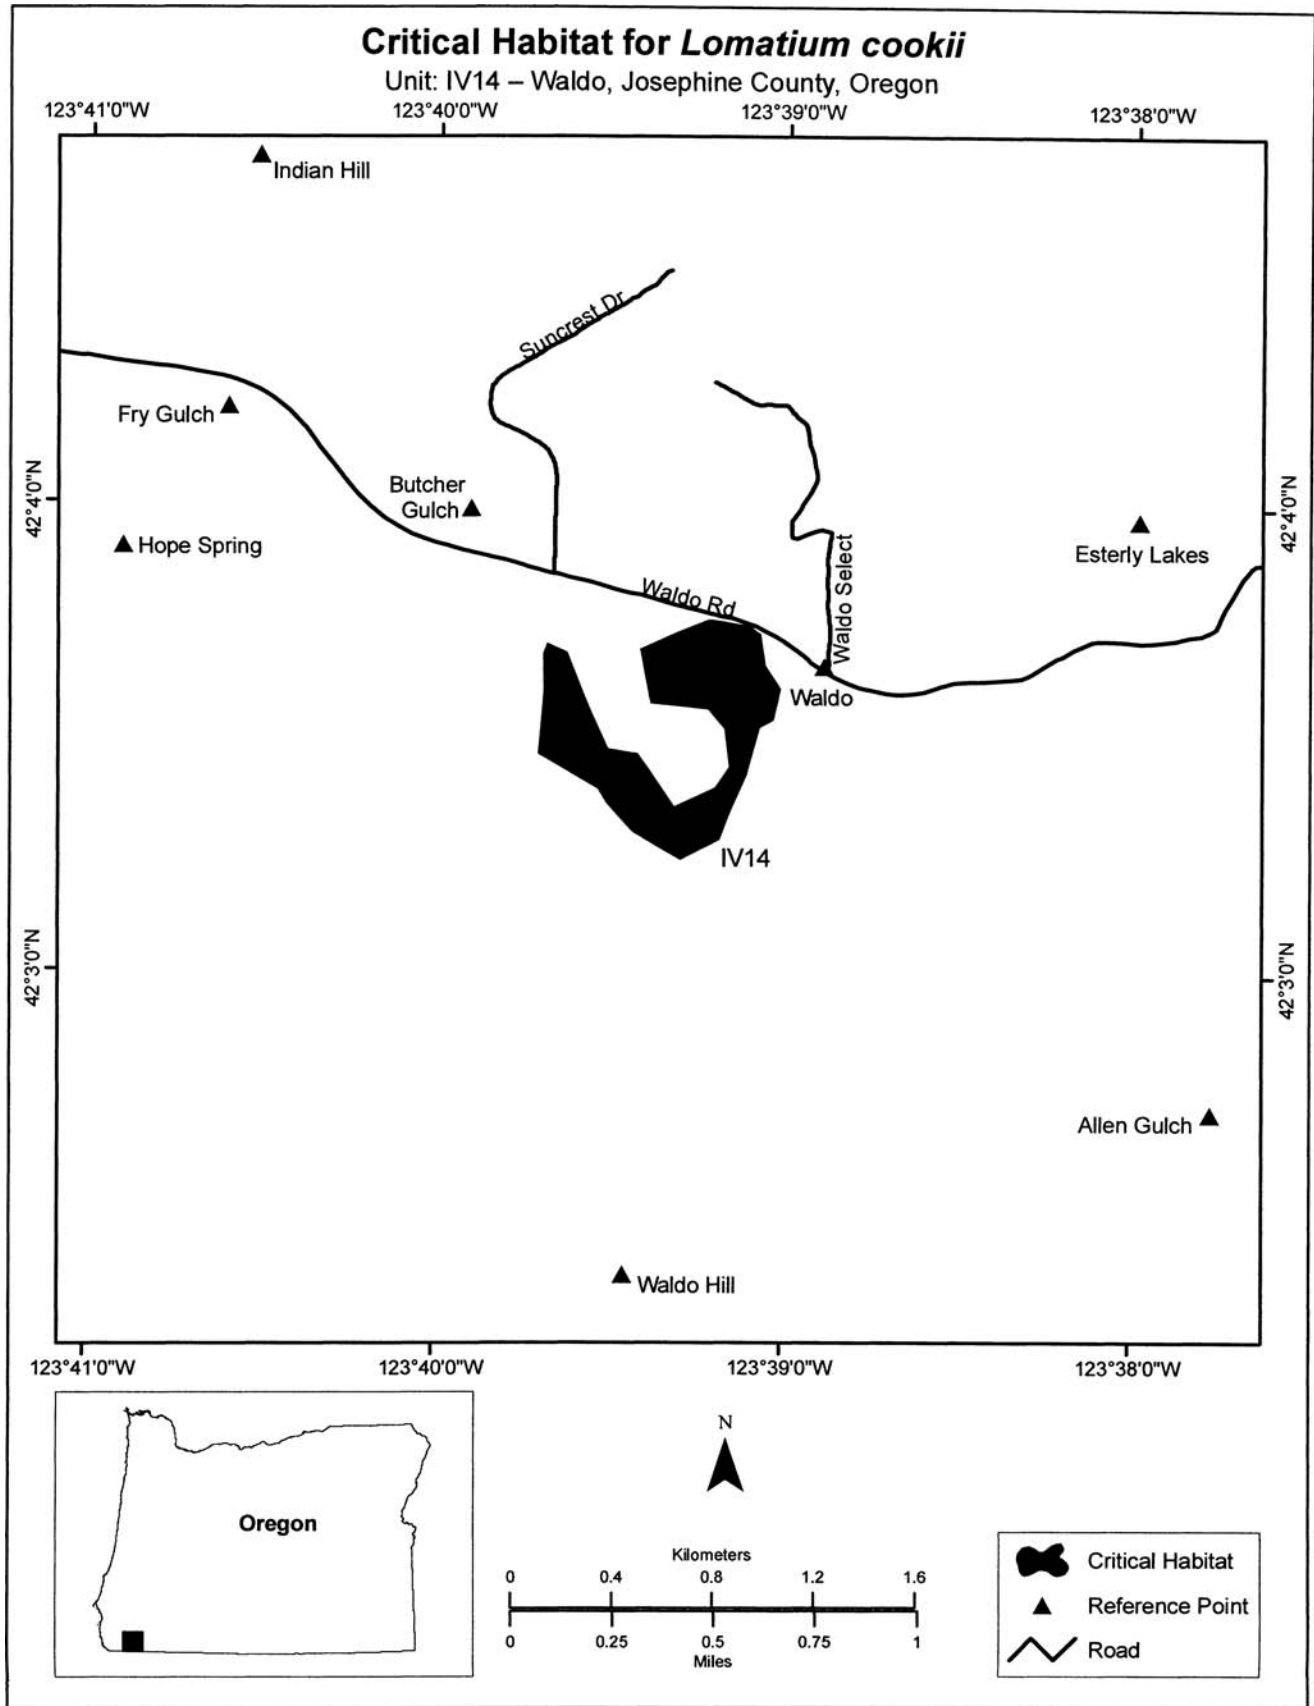 Critical Habitat for Lomatium cookii
Unit: IV14 – Waldo, Josephine County, Oregon
123°41'0"W
123°40'0"W
123°39'0"W
123°38'0"W
Indian Hill
Suncrest Dr
Fry Gulch
Butcher
Gulch
42°4'0"N
42°4'0"N
Hope Spring
Esterly Lakes
Waldo Select
Waldo Rd
Waldo
IV14
42°3'0"N
42°3'0"N
Allen Gulch
Waldo Hill
123°41'0"W
123°40'0"W
123°39'0"W
123°38'0"W
Oregon
N
Kilometers
0 0.4 0.8 1.2 1.6
0 0.25 0.5 0.75 1
Miles
Critical Habitat
Reference Point
Road